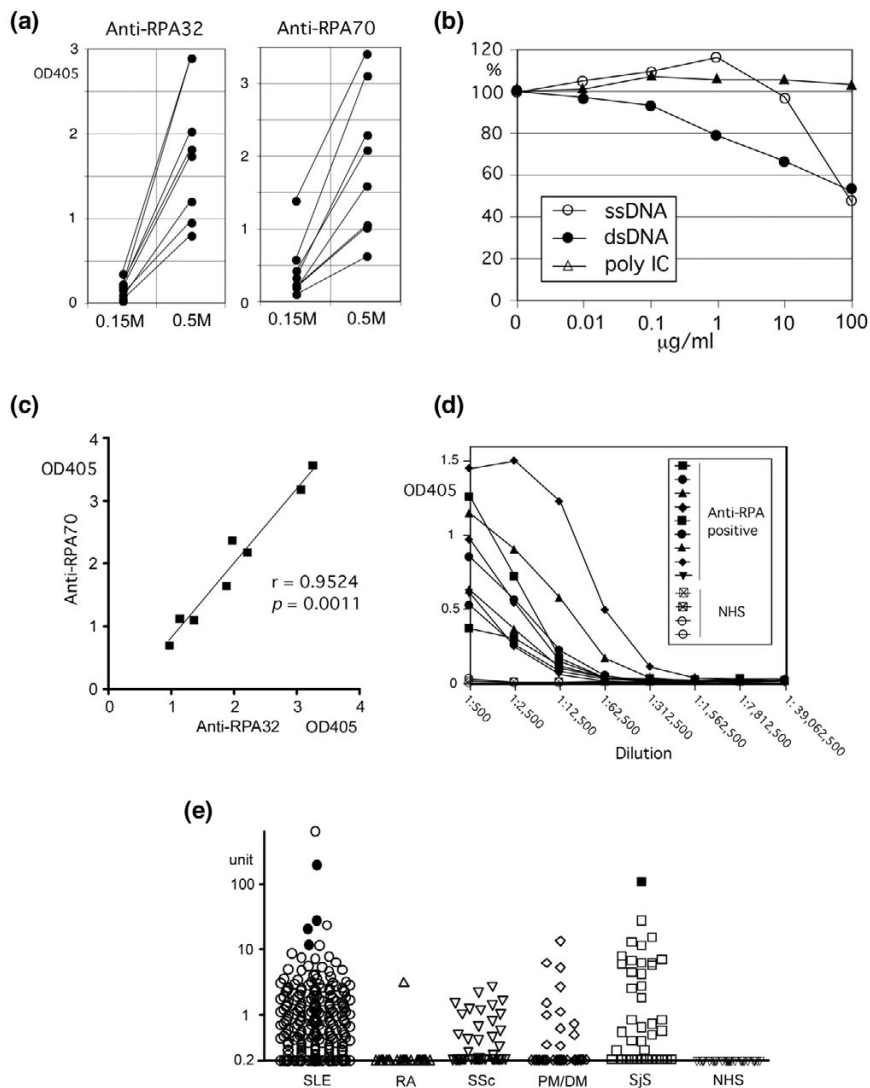 (a)
Anti-RPA32
Anti-RPA70
3
OD405
2
1
0
3
2
1
0
0.15M 0.5M
0.15M 0.5M
(b)
120
%
100
80
60
40
20
0
ssDNA
dsDNA
poly IC
0 0.01 0.1 1 10 100
μg/ml
(c)
4
OD405
3
2
1
0
Anti-RPA70
r = 0.9524
p = 0.0011
0 1 2 3 4
Anti-RPA32 OD405
(d)
1.5
OD405
1
0.5
0
Anti-RPA
positive
NHS
1:500
1:2,500
1:12,500
1:62,500
1:312,500
1:1,562,500
1:7,812,500
1: 39,062,500
Dilution
(e)
unit
100
10
1
0.2
SLE RA SSc PM/DM SjS NHS